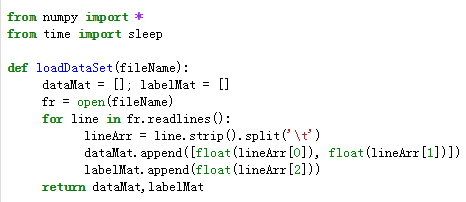 from numpy import *
from time import sleep

def loadDataSet(fileName):
    dataMat = []; labelMat = []
    fr = open(fileName)
    for line in fr.readlines():
        lineArr = line.strip().split('\t')
        dataMat.append([float(lineArr[0]), float(lineArr[1])])
        labelMat.append(float(lineArr[2]))
    return dataMat,labelMat